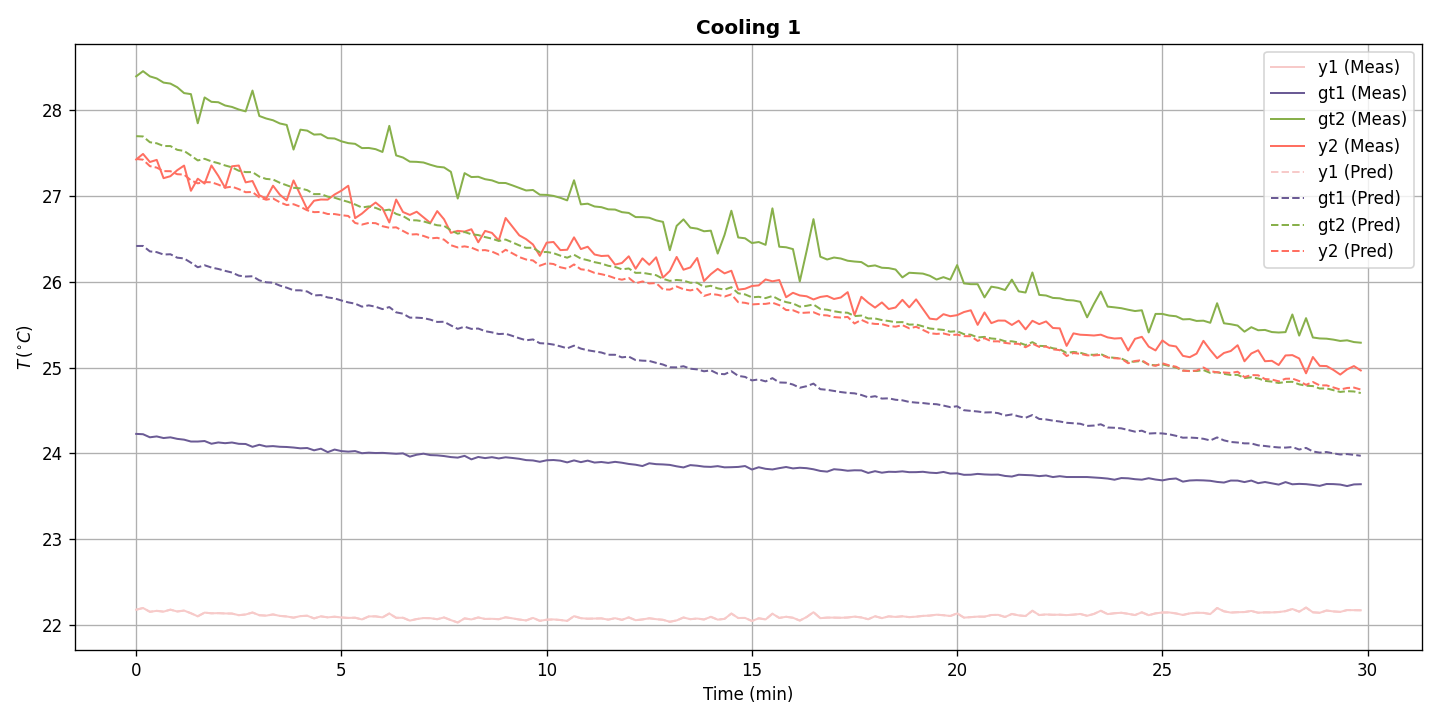 Cooling 1
28
27
26
25
24
23
22
T (°C)
0
5
10
15
20
25
30
Time (min)
y1 (Meas)
gt1 (Meas)
gt2 (Meas)
y2 (Meas)
y1 (Pred)
gt1 (Pred)
gt2 (Pred)
y2 (Pred)